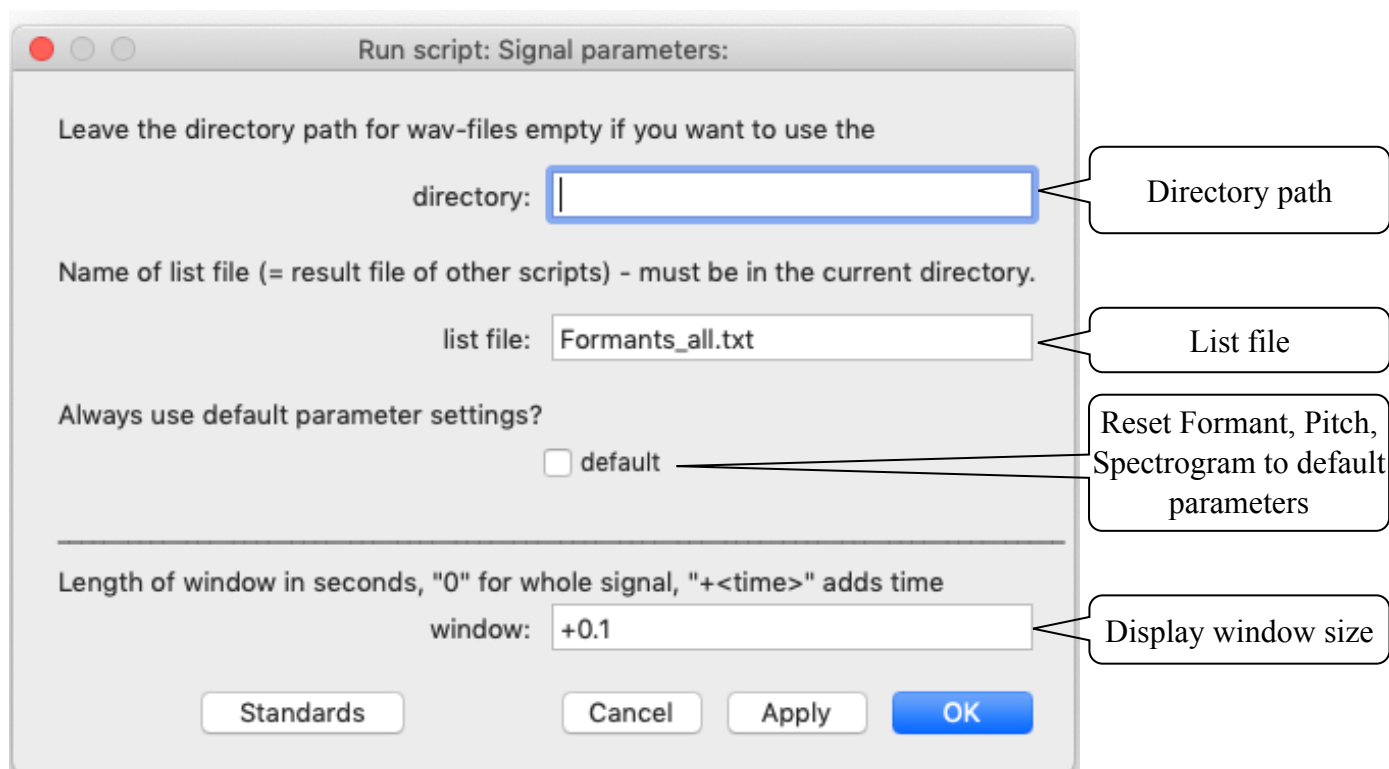 Run script: Signal parameters:
Leave the directory path for wav-files empty if you want to use the
directory:
Directory path
Name of list file (= result file of other scripts) - must be in the current directory.
list file: Formants_all.txt
List file
Always use default parameter settings?
default
Reset Formant, Pitch,
Spectrogram to default
parameters
Length of window in seconds, "0" for whole signal, "+<time>" adds time
window: +0.1
Display window size
Standards Cancel Apply OK